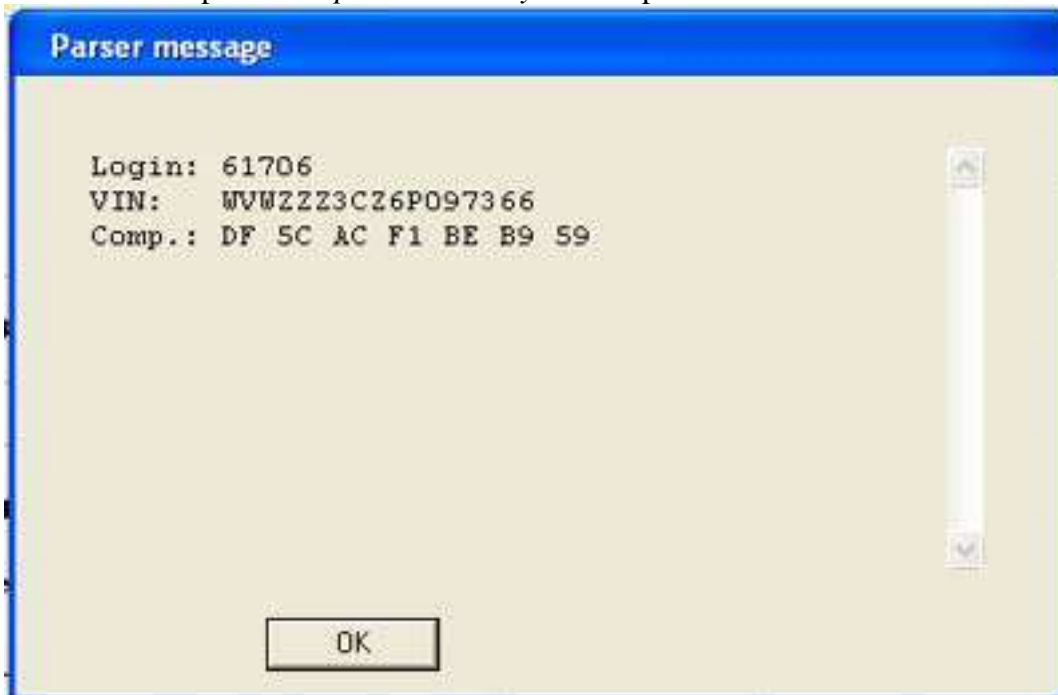 Parser message
Login: 61706
VIN: WVWZZZ3CZ6P097366
Comp.: DF 5C AC F1 BE B9 59
OK